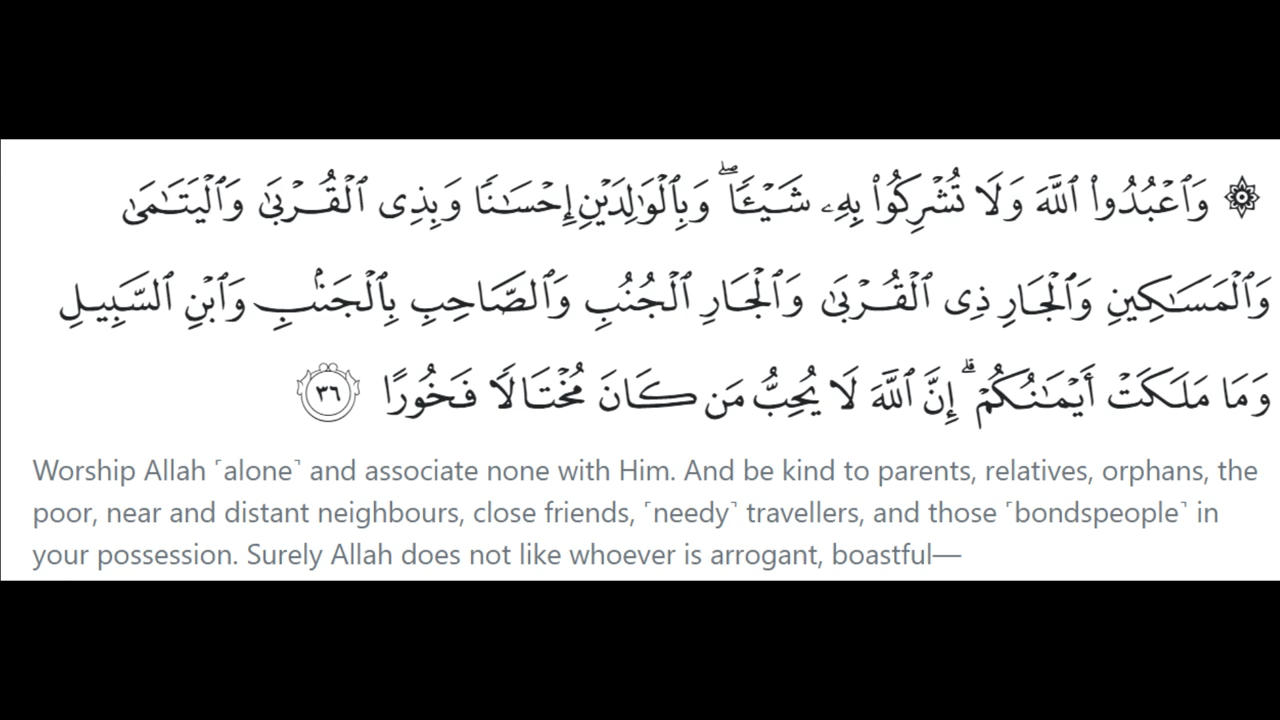 ۞ وَٱعْبُدُوا۟ ٱللَّهَ وَلَا تُشْرِكُوا۟ بِهِۦ شَيْـًٔا ۖ وَبِٱلْوَٰلِدَيْنِ إِحْسَـٰنًا وَبِذِى ٱلْقُرْبَىٰ وَٱلْيَتَـٰمَىٰ
وَٱلْمَسَـٰكِينِ وَٱلْجَارِ ذِى ٱلْقُرْبَىٰ وَٱلْجَارِ ٱلْجُنُبِ وَٱلصَّاحِبِ بِٱلْجَنۢبِ وَٱبْنِ ٱلسَّبِيلِ
وَمَا مَلَكَتْ أَيْمَـٰنُكُمْ ۗ إِنَّ ٱللَّهَ لَا يُحِبُّ مَن كَانَ مُخْتَالًا فَخُورًا ٣٦
Worship Allah ˹alone˺ and associate none with Him. And be kind to parents, relatives, orphans, the
poor, near and distant neighbours, close friends, ˹needy˺ travellers, and those ˹bondspeople˺ in
your possession. Surely Allah does not like whoever is arrogant, boastful—